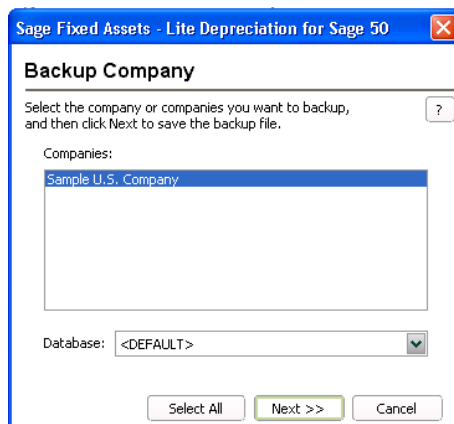 Sage Fixed Assets - Lite Depreciation for Sage 50
Backup Company
Select the company or companies you want to backup,
and then click Next to save the backup file.
?
Companies:
Sample U.S. Company
Database: <DEFAULT>
Select All Next >> Cancel